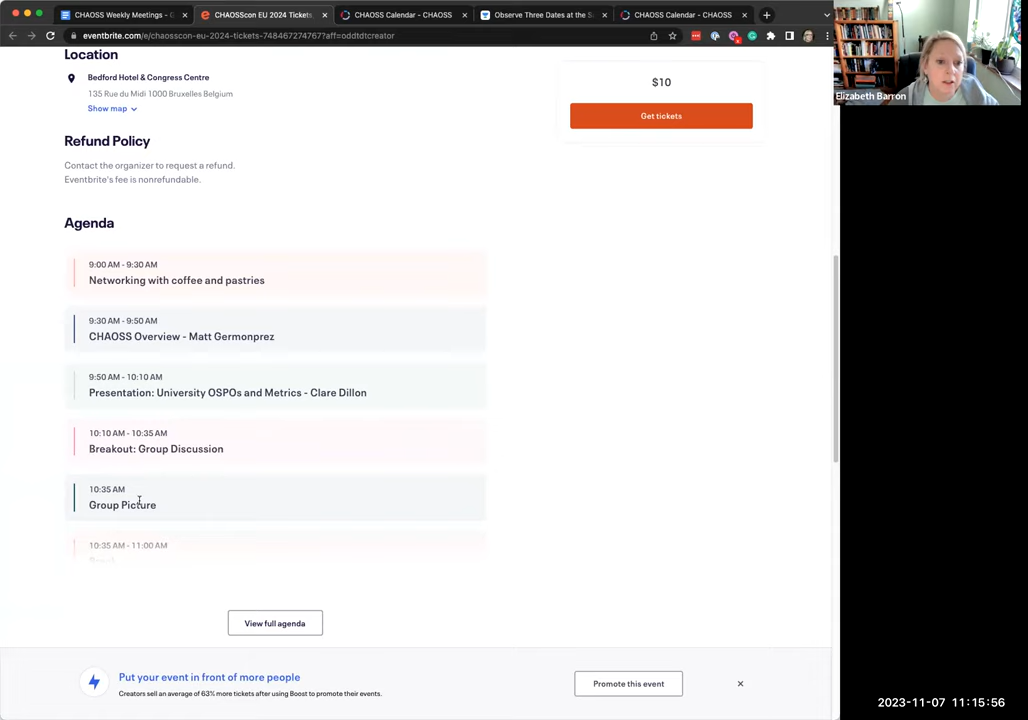 CHAOSS Weekly Meetings - G
CHAOSScon EU 2024 Tickets,
CHAOSS Calendar - CHAOSS
Observe Three Dates at the S
CHAOSS Calendar - CHAOSS
eventbrite.com/e/chaosscon-eu-2024-tickets-748467274767?aff=oddtdtcreator
Elizabeth Barron
Location
Bedford Hotel & Congress Centre
135 Rue du Midi 1000 Bruxelles Belgium
Show map
$10
Get tickets
Refund Policy
Contact the organizer to request a refund.
Eventbrite's fee is nonrefundable.
Agenda
9:00 AM - 9:30 AM
Networking with coffee and pastries
9:30 AM - 9:50 AM
CHAOSS Overview - Matt Germonprez
9:50 AM - 10:10 AM
Presentation: University OSPOs and Metrics - Clare Dillon
10:10 AM - 10:35 AM
Breakout: Group Discussion
10:35 AM
Group Picture
10:35 AM - 11:00 AM
View full agenda
Put your event in front of more people
Creators sell an average of 63% more tickets after using Boost to promote their events.
Promote this event
2023-11-07 11:15:56